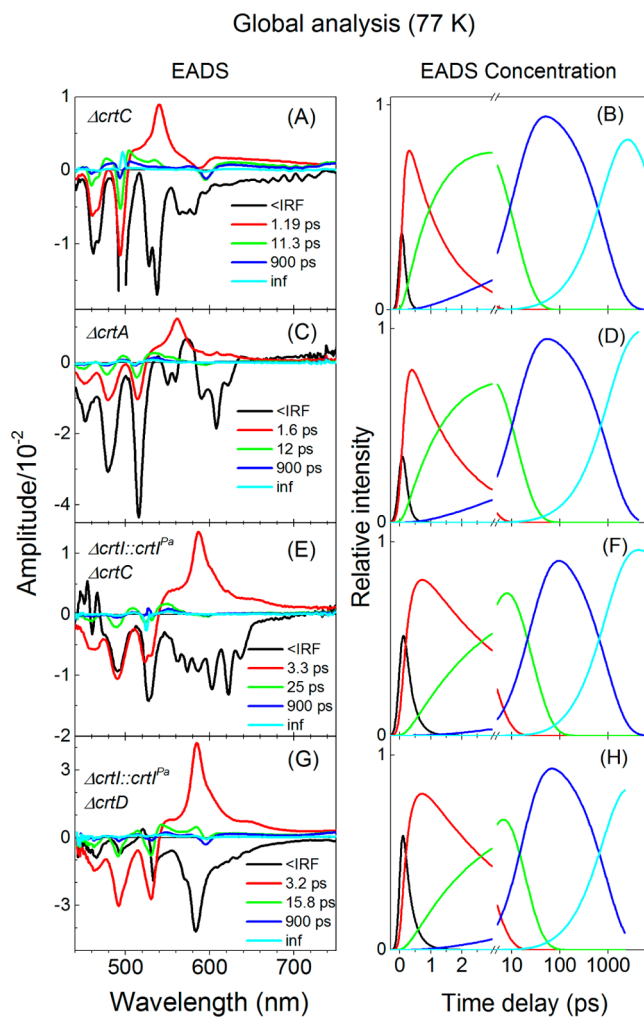 Global analysis (77 K)
EADS
EADS Concentration
ΔcrtC
(A)
1
0
-1
<IRF
1.19 ps
11.3 ps
900 ps
inf
(B)
1
0
ΔcrtA
(C)
0
-2
-4
<IRF
1.6 ps
12 ps
900 ps
inf
(D)
1
0
ΔcrtI::crtI^Pa
ΔcrtC
(E)
1
0
-1
-2
<IRF
3.3 ps
25 ps
900 ps
inf
(F)
1
0
ΔcrtI::crtI^Pa
ΔcrtD
(G)
3
0
-3
<IRF
3.2 ps
15.8 ps
900 ps
inf
(H)
1
0
Amplitude/10⁻²
Relative intensity
500 600 700
0 1 2 10 100 1000
Wavelength (nm)
Time delay (ps)